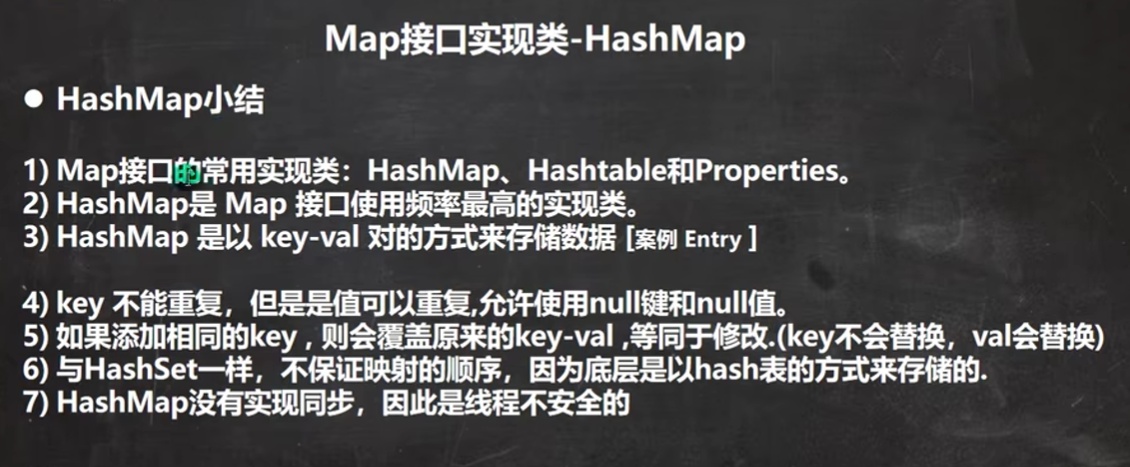 Map接口实现类-HashMap
● HashMap小结
1) Map接口的常用实现类：HashMap、Hashtable和Properties。
2) HashMap是 Map 接口使用频率最高的实现类。
3) HashMap 是以 key-val 对的方式来存储数据 [案例 Entry ]
4) key 不能重复，但是是值可以重复,允许使用null键和null值。
5) 如果添加相同的key , 则会覆盖原来的key-val ,等同于修改.(key不会替换，val会替换)
6) 与HashSet一样，不保证映射的顺序，因为底层是以hash表的方式来存储的.
7) HashMap没有实现同步，因此是线程不安全的